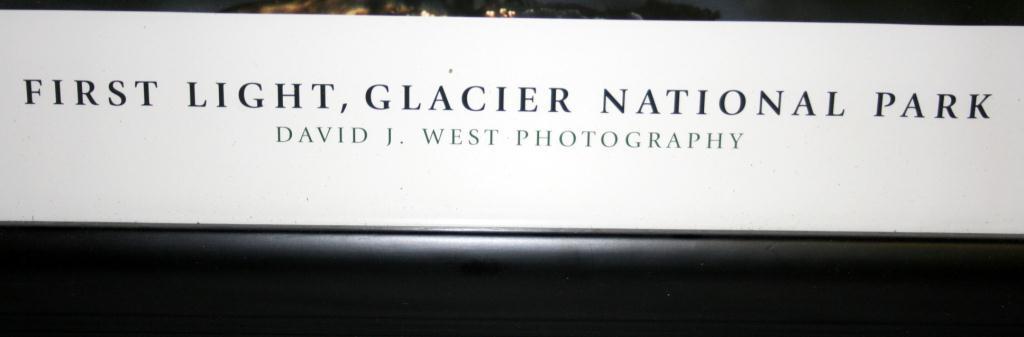 FIRST LIGHT, GLACIER NATIONAL PARK
DAVID J. WEST PHOTOGRAPHY